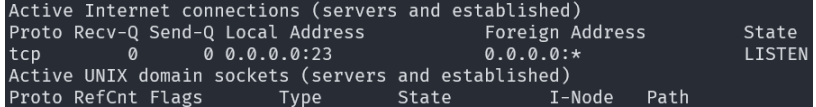 Active Internet connections (servers and established)
Proto Recv-Q Send-Q Local Address           Foreign Address         State
tcp        0      0 0.0.0.0:23              0.0.0.0:*               LISTEN
Active UNIX domain sockets (servers and established)
Proto RefCnt Flags       Type       State         I-Node   Path